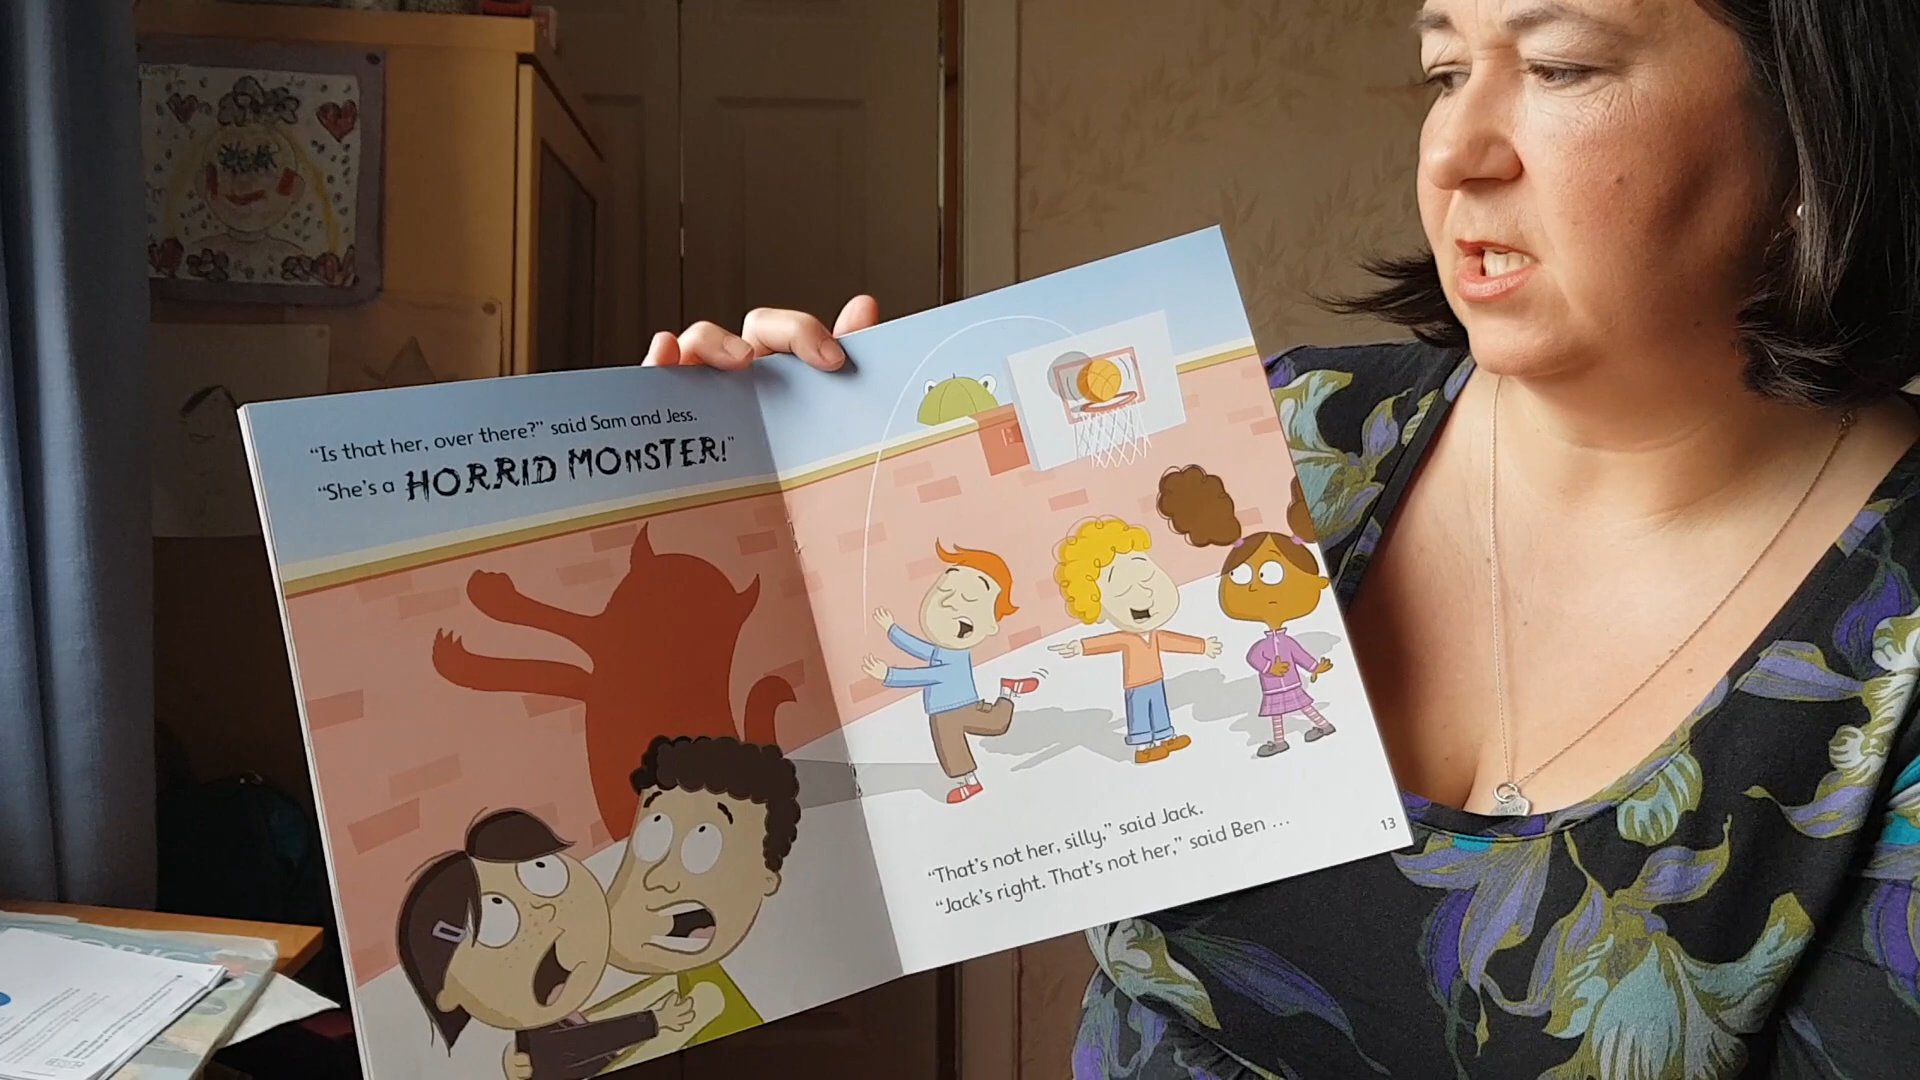 “Is that her, over there?” said Sam and Jess.
“She’s a HORRID MONSTER!”
“That’s not her, silly,” said Jack.
“Jack’s right. That’s not her,” said Ben ...
13